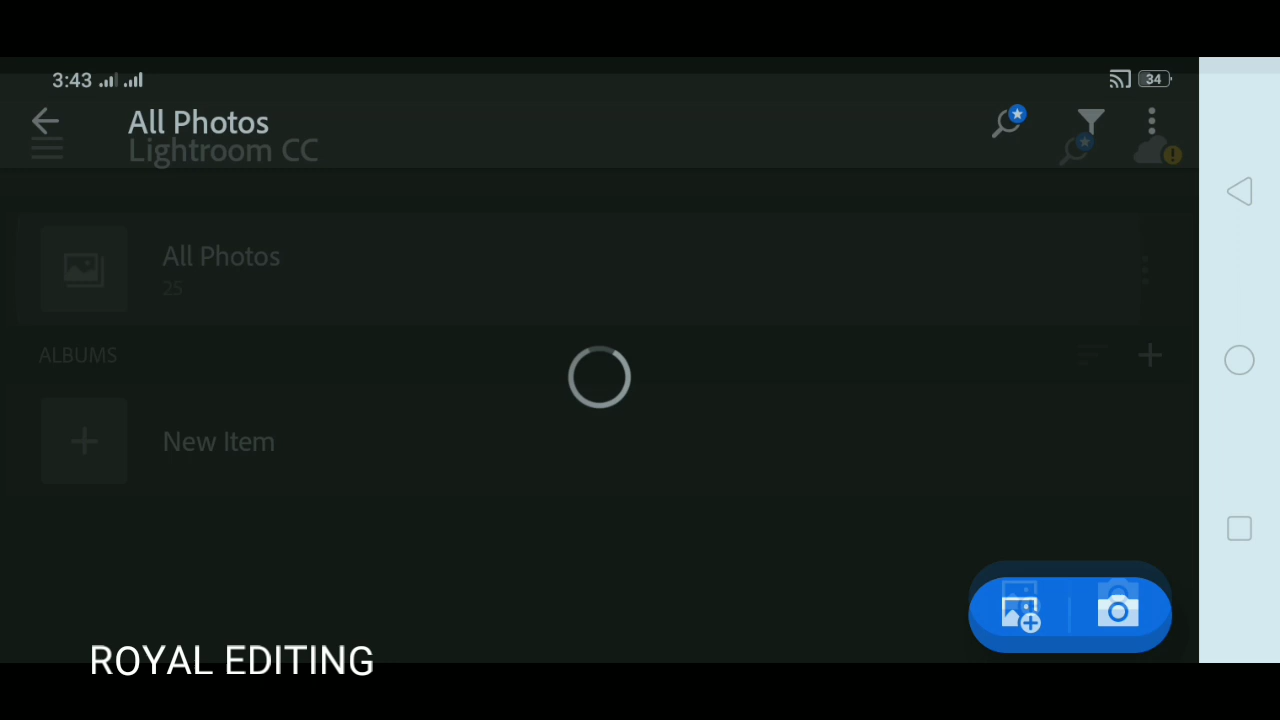 3:43
34
All Photos
Lightroom CC
All Photos
25
ALBUMS
New Item
ROYAL EDITING